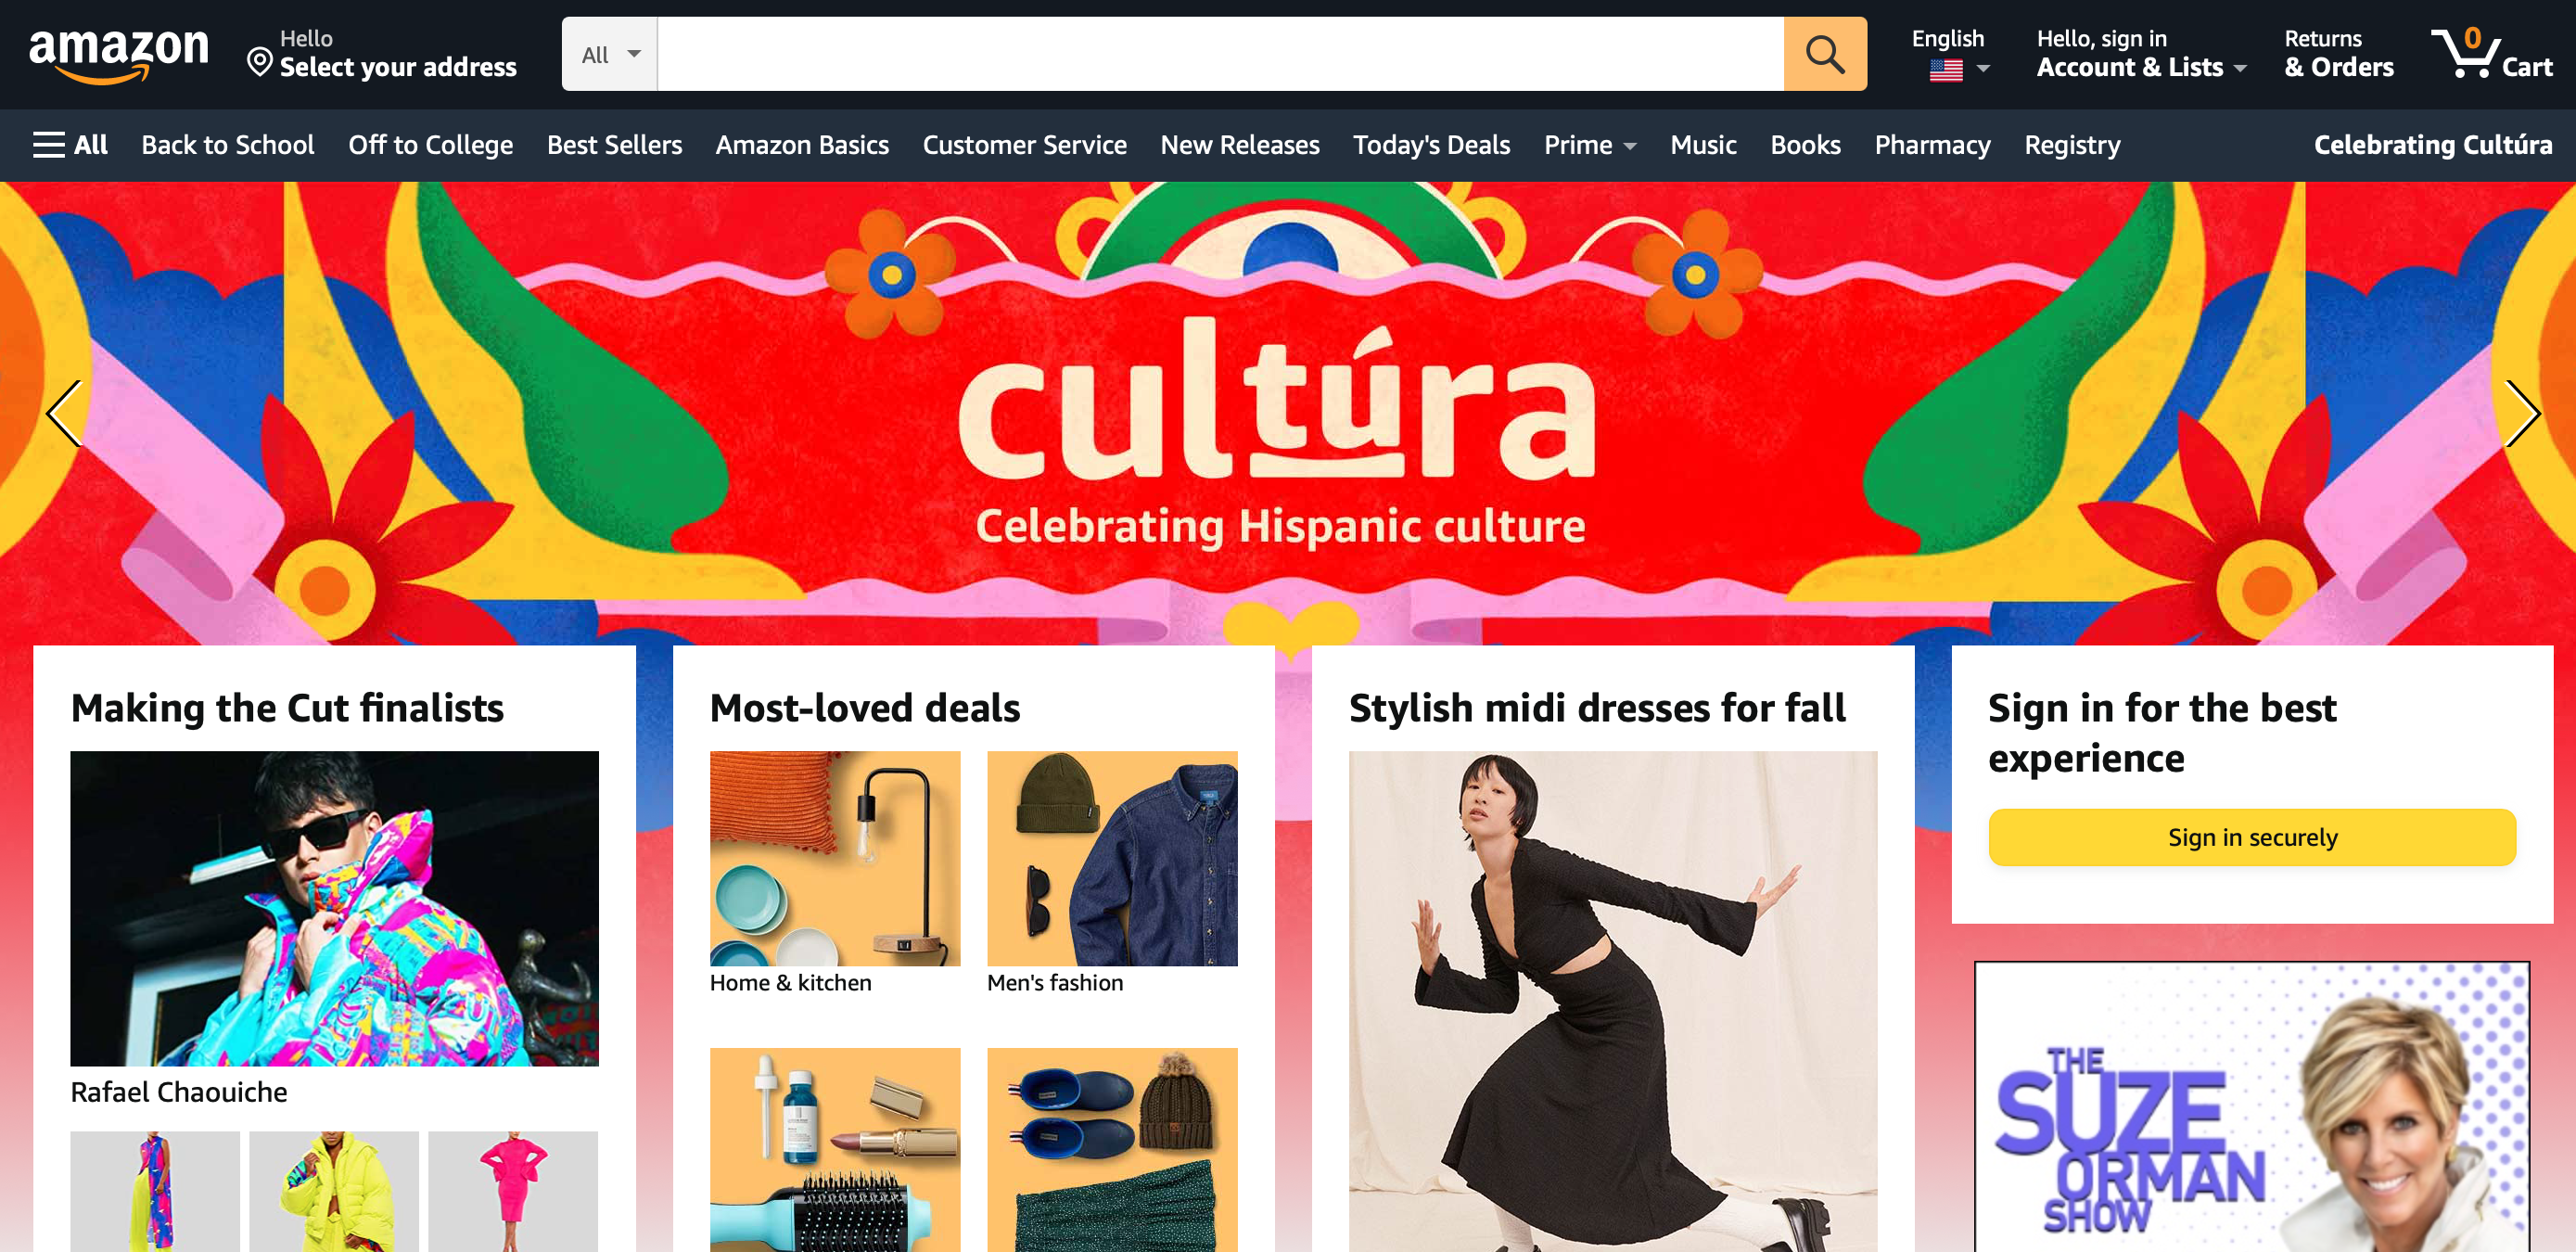 amazon
Hello
Select your address
All
English
Hello, sign in
Account & Lists
Returns
& Orders
0
Cart
All
Back to School
Off to College
Best Sellers
Amazon Basics
Customer Service
New Releases
Today's Deals
Prime
Music
Books
Pharmacy
Registry
Celebrating Cultúra
cultúra
Celebrating Hispanic culture
Making the Cut finalists
Rafael Chaouiche
Most-loved deals
Home & kitchen
Men's fashion
Stylish midi dresses for fall
Sign in for the best
experience
Sign in securely
THE
SUZE
ORMAN
SHOW